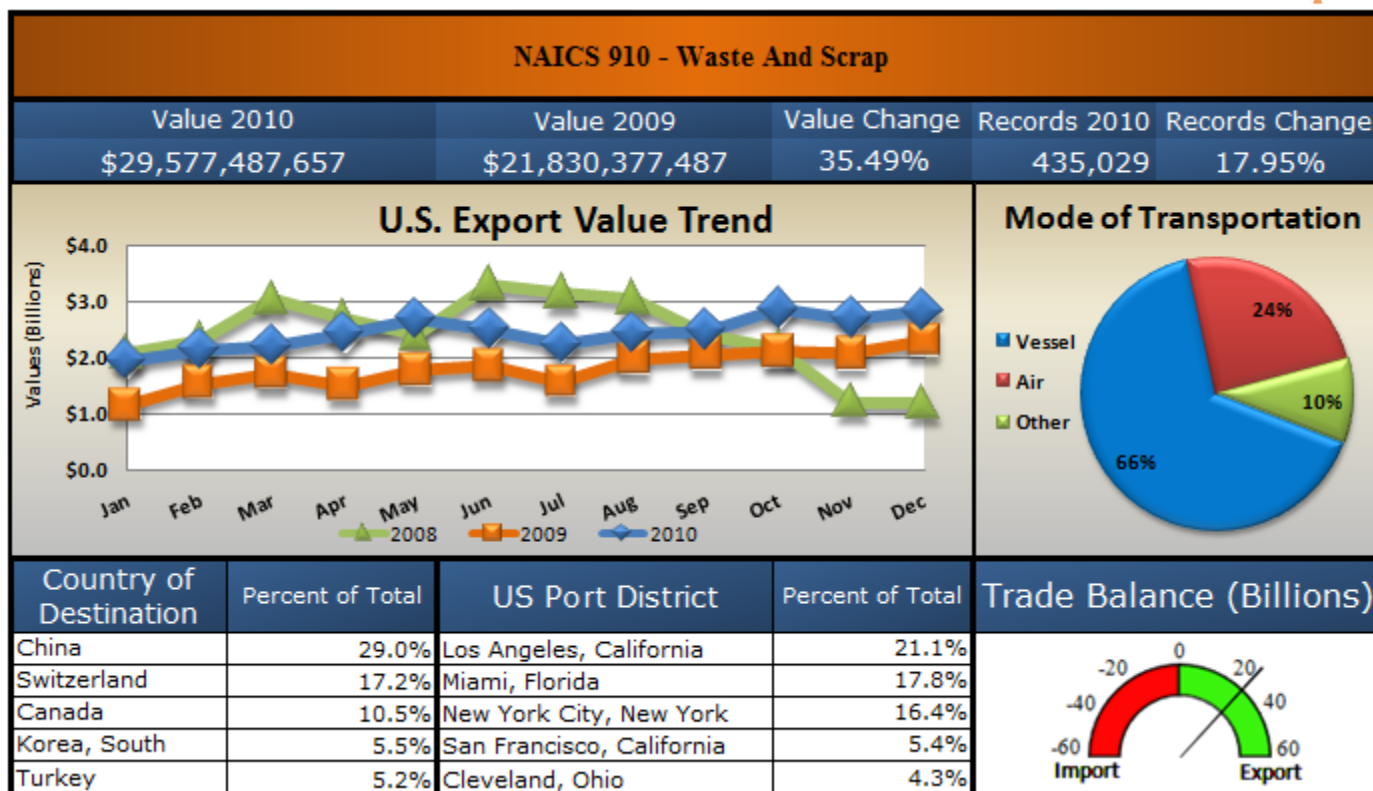 NAICS 910 - Waste And Scrap
Value 2010 Value 2009 Value Change Records 2010 Records Change
$29,577,487,657 $21,830,377,487 35.49% 435,029 17.95%
U.S. Export Value Trend
Values (Billions)
$4.0
$3.0
$2.0
$1.0
$0.0
Jan Feb Mar Apr May Jun Jul Aug Sep Oct Nov Dec
2008 2009 2010
Mode of Transportation
Vessel
Air
Other
24%
10%
66%
Country of
Destination
Percent of Total
US Port District
Percent of Total
China 29.0% Los Angeles, California 21.1%
Switzerland 17.2% Miami, Florida 17.8%
Canada 10.5% New York City, New York 16.4%
Korea, South 5.5% San Francisco, California 5.4%
Turkey 5.2% Cleveland, Ohio 4.3%
Trade Balance (Billions)
0
-20 20
-40 40
-60 60
Import Export